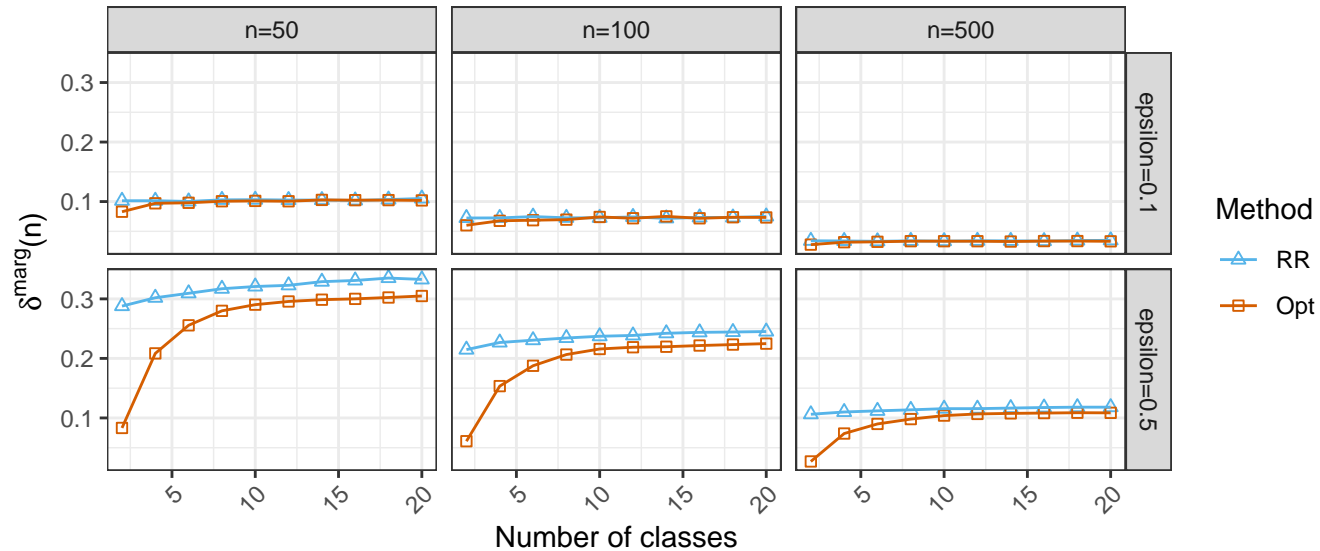 n=50
n=100
n=500
0.3
0.2
0.1
epsilon=0.1
0.3
0.2
0.1
epsilon=0.5
δmarg(n)
5
10
15
20
5
10
15
20
5
10
15
20
Number of classes
Method
RR
Opt